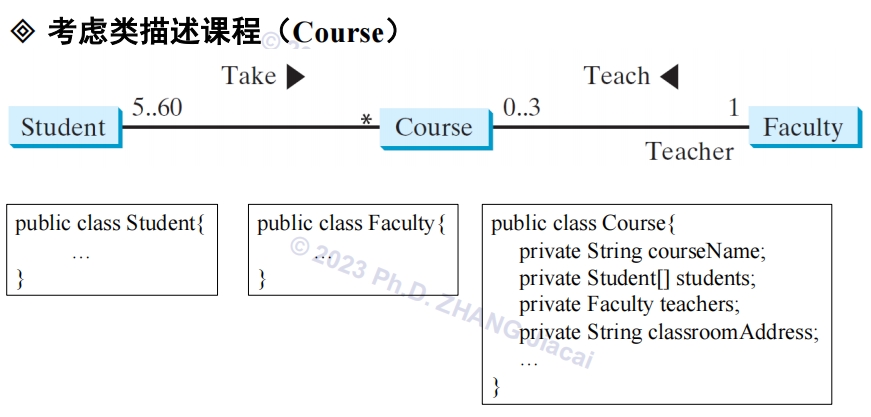 考虑类描述课程（Course）
Take ▶ Teach ◀
Student 5..60 * Course 0..3 1 Faculty
Teacher
public class Student{
...
}
public class Faculty{
...
}
public class Course{
private String courseName;
private Student[] students;
private Faculty teachers;
private String classroomAddress;
...
}
© 2023 Ph.D. ZHANG Jiacai